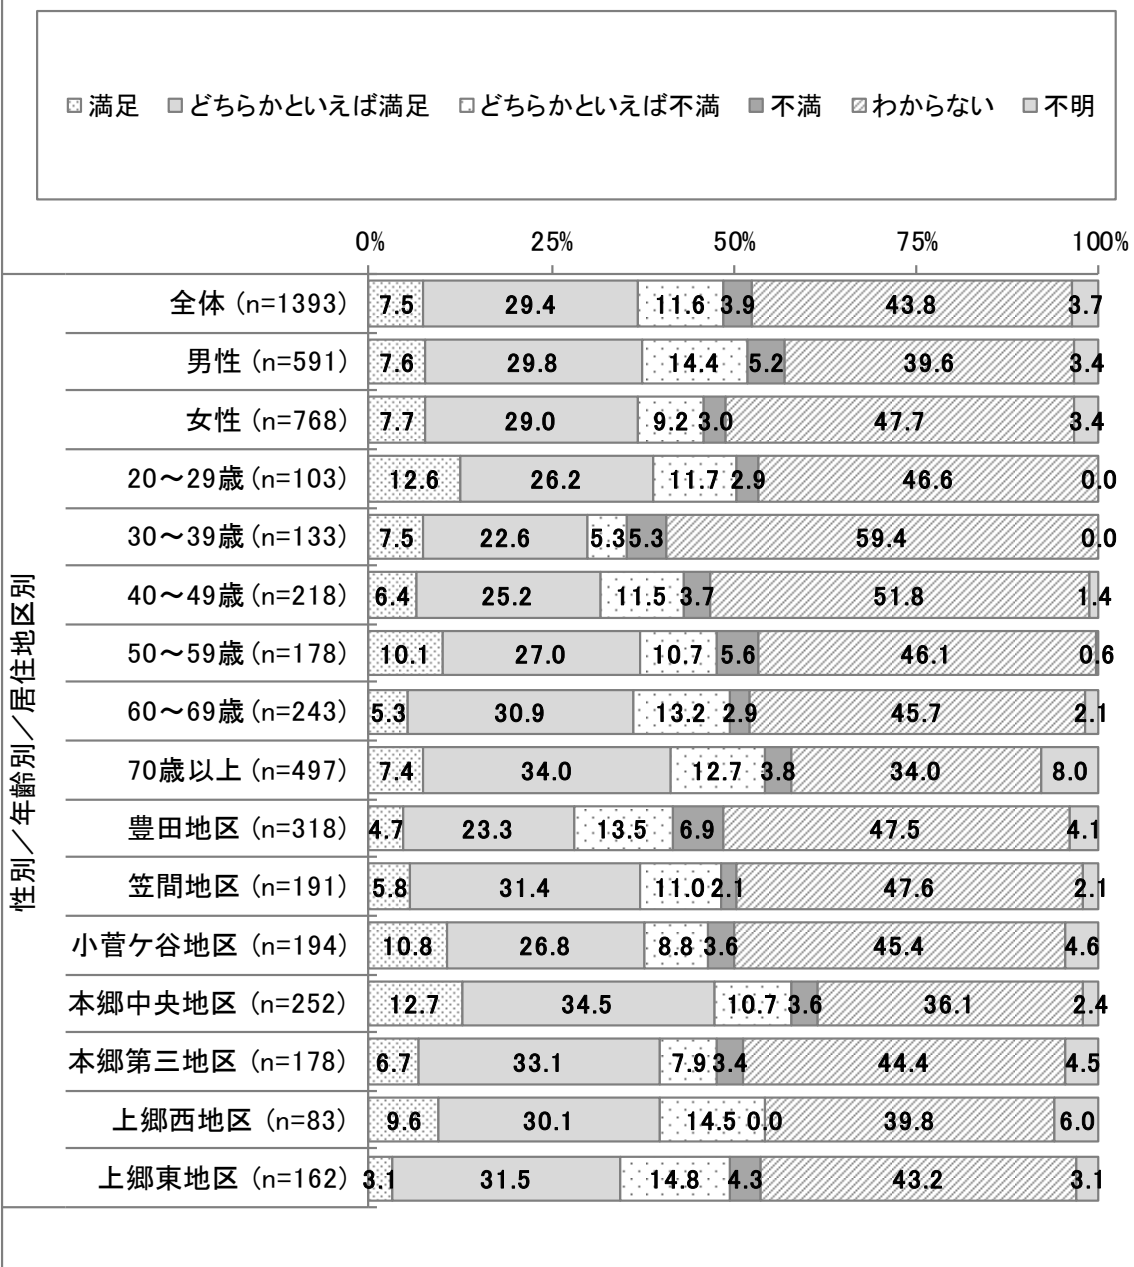 満足 どちらかといえば満足 どちらかといえば不満 不満 わからない 不明
0% 25% 50% 75% 100%
性別／年齢別／居住地区別
全体 (n=1393) 7.5 29.4 11.6 3.9 43.8 3.7
男性 (n=591) 7.6 29.8 14.4 5.2 39.6 3.4
女性 (n=768) 7.7 29.0 9.2 3.0 47.7 3.4
20～29歳 (n=103) 12.6 26.2 11.7 2.9 46.6 0.0
30～39歳 (n=133) 7.5 22.6 5.3 5.3 59.4 0.0
40～49歳 (n=218) 6.4 25.2 11.5 3.7 51.8 1.4
50～59歳 (n=178) 10.1 27.0 10.7 5.6 46.1 0.6
60～69歳 (n=243) 5.3 30.9 13.2 2.9 45.7 2.1
70歳以上 (n=497) 7.4 34.0 12.7 3.8 34.0 8.0
豊田地区 (n=318) 4.7 23.3 13.5 6.9 47.5 4.1
笠間地区 (n=191) 5.8 31.4 11.0 2.1 47.6 2.1
小菅ケ谷地区 (n=194) 10.8 26.8 8.8 3.6 45.4 4.6
本郷中央地区 (n=252) 12.7 34.5 10.7 3.6 36.1 2.4
本郷第三地区 (n=178) 6.7 33.1 7.9 3.4 44.4 4.5
上郷西地区 (n=83) 9.6 30.1 14.5 0.0 39.8 6.0
上郷東地区 (n=162) 3.1 31.5 14.8 4.3 43.2 3.1